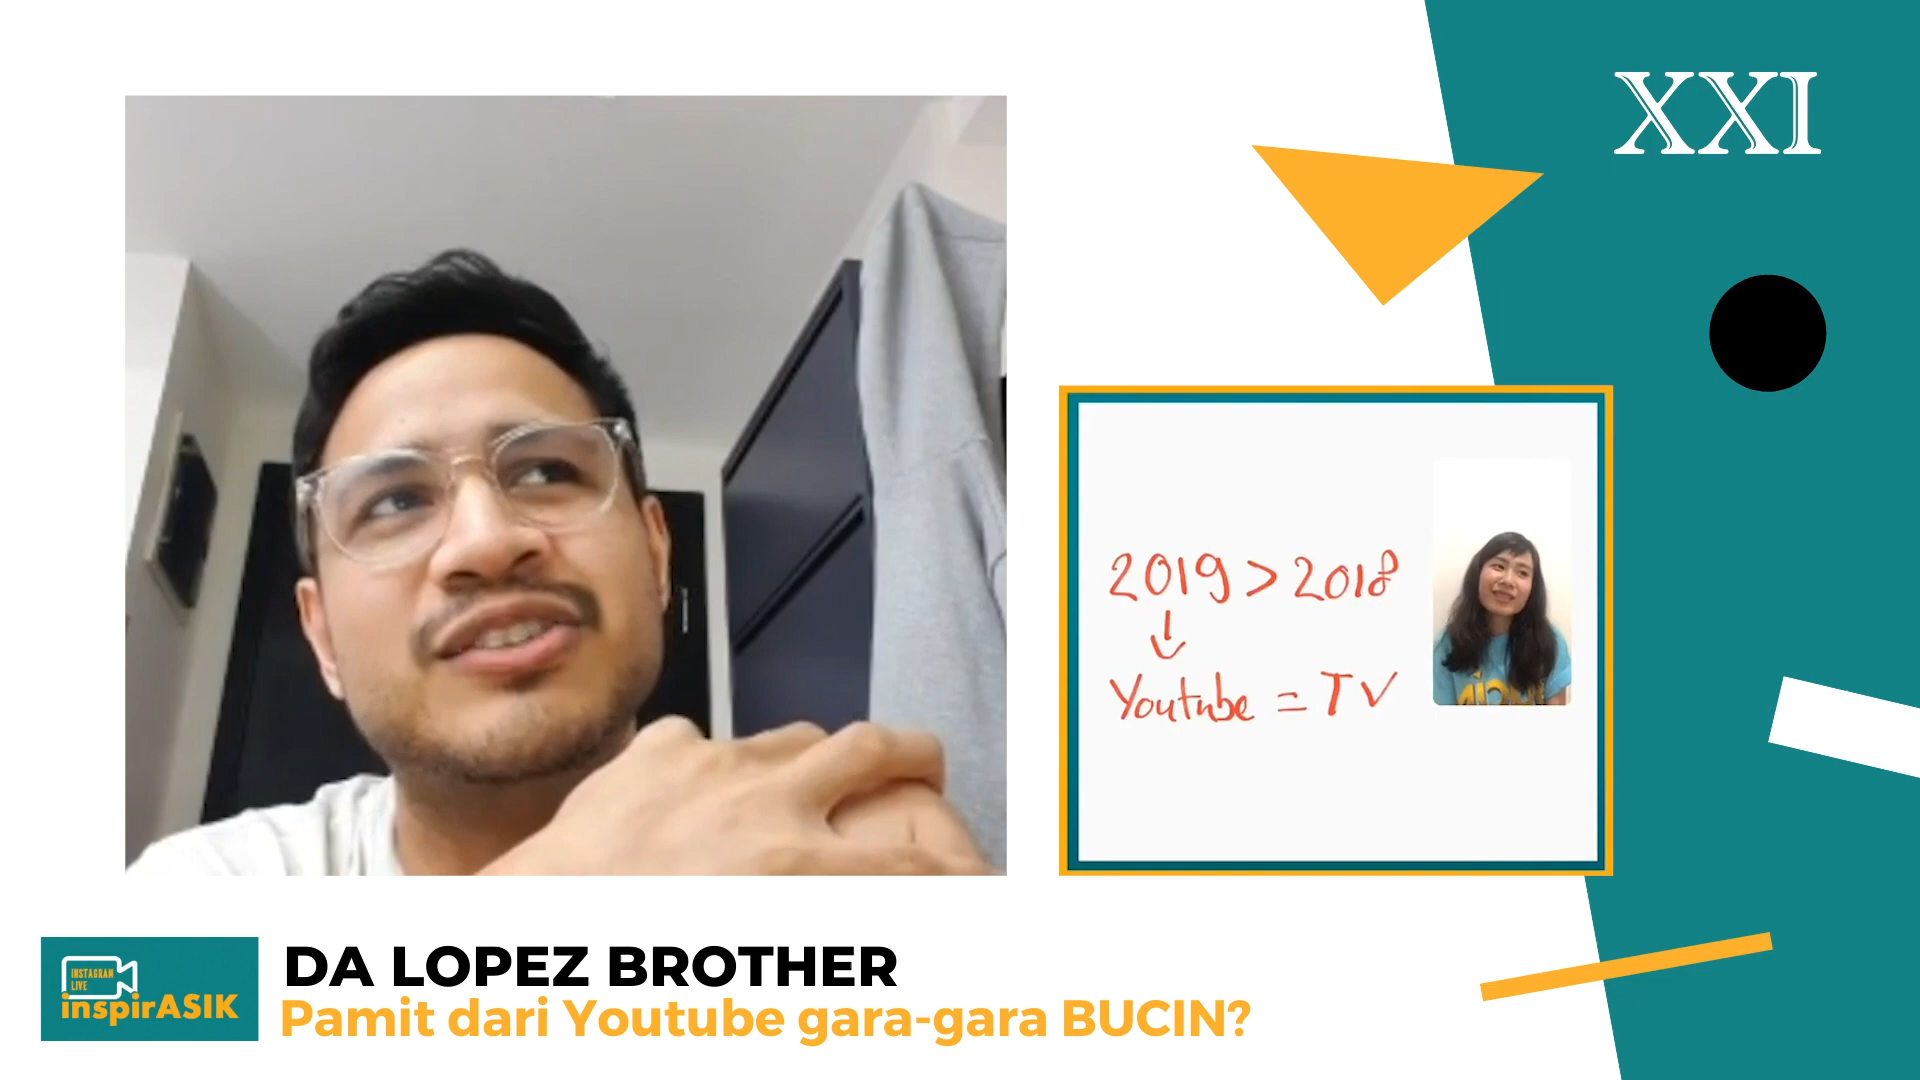 XXI
2019 > 2018
↓
Youtube = TV
INSTAGRAM
LIVE
inspirASIK
DA LOPEZ BROTHER
Pamit dari Youtube gara-gara BUCIN?